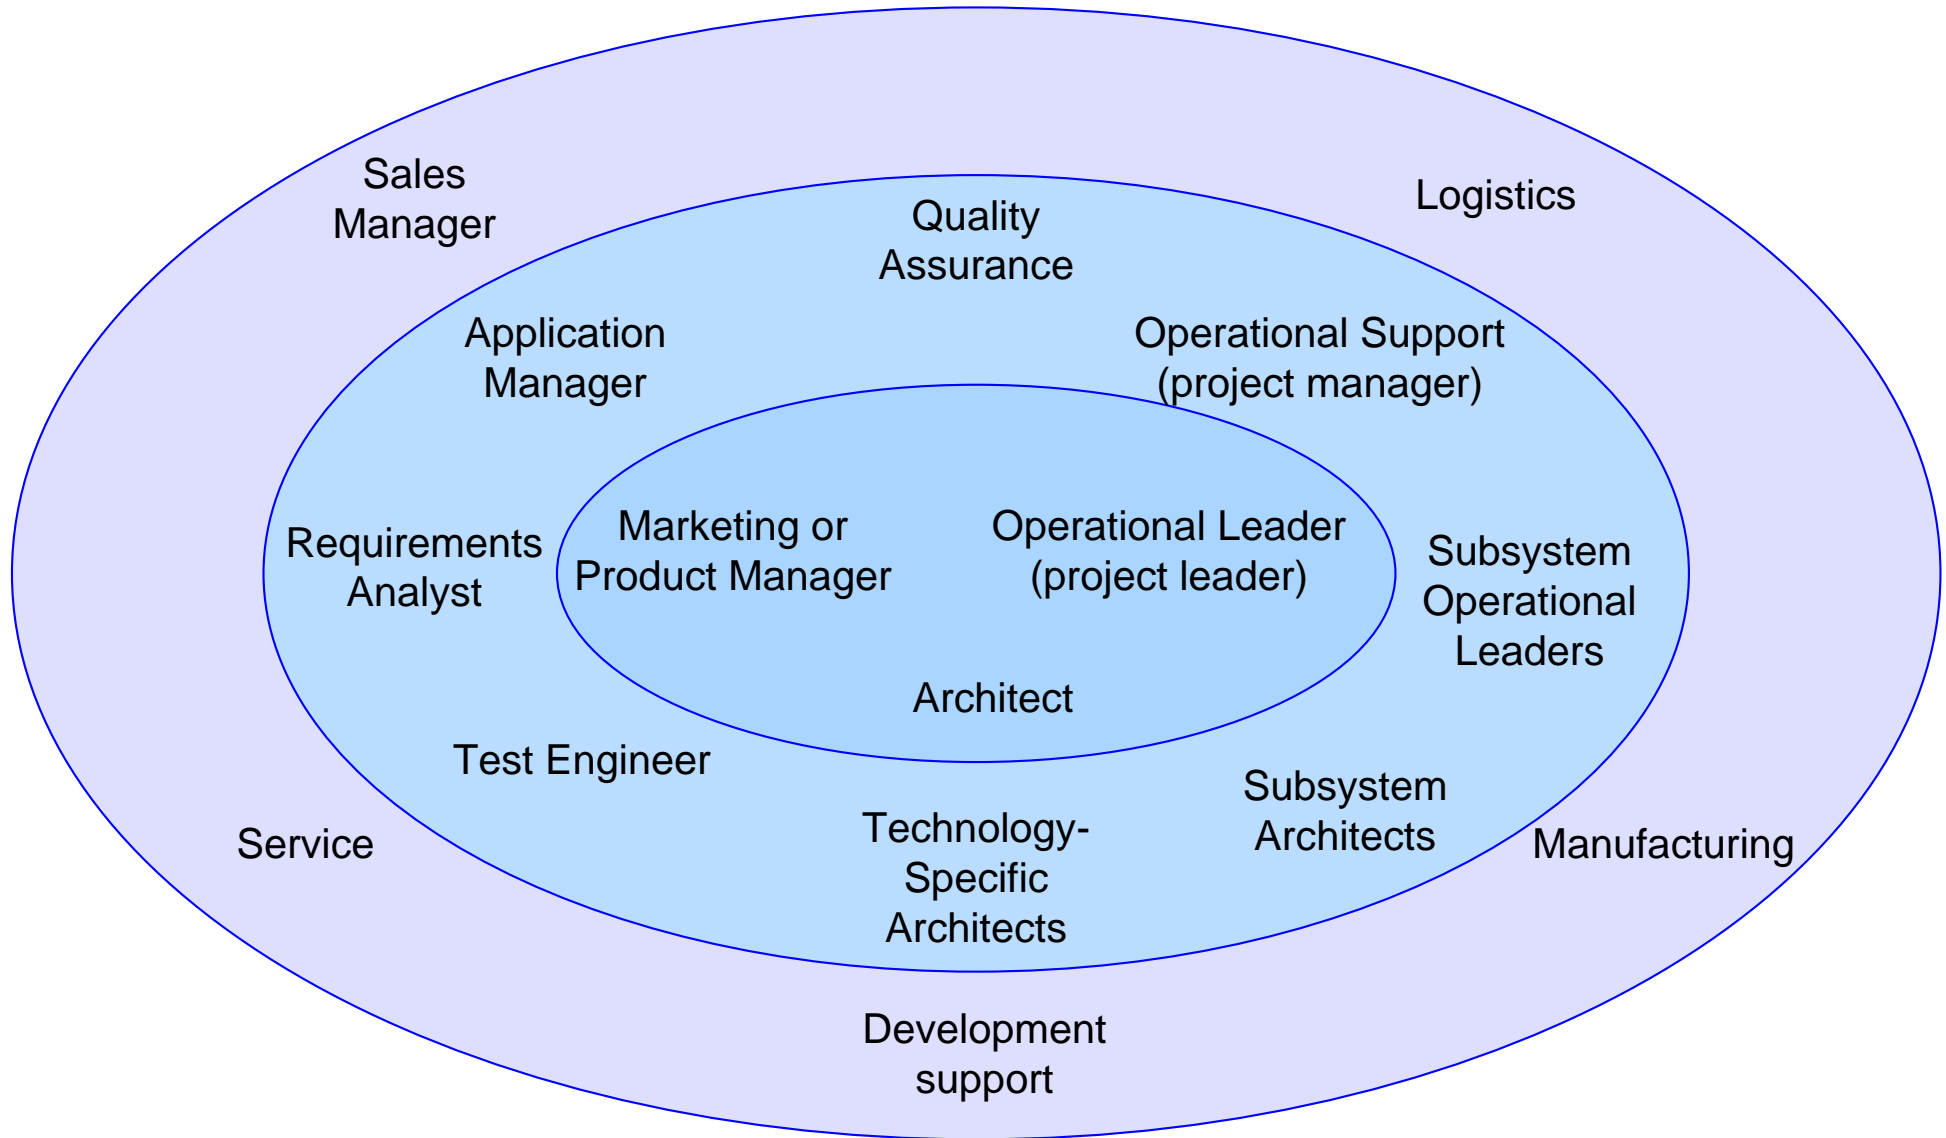 Sales
Manager
Logistics
Quality
Assurance
Application
Manager
Operational Support
(project manager)
Marketing or
Product Manager
Operational Leader
(project leader)
Requirements
Analyst
Subsystem
Operational
Leaders
Architect
Test Engineer
Subsystem
Architects
Technology-
Specific
Architects
Service
Manufacturing
Development
support